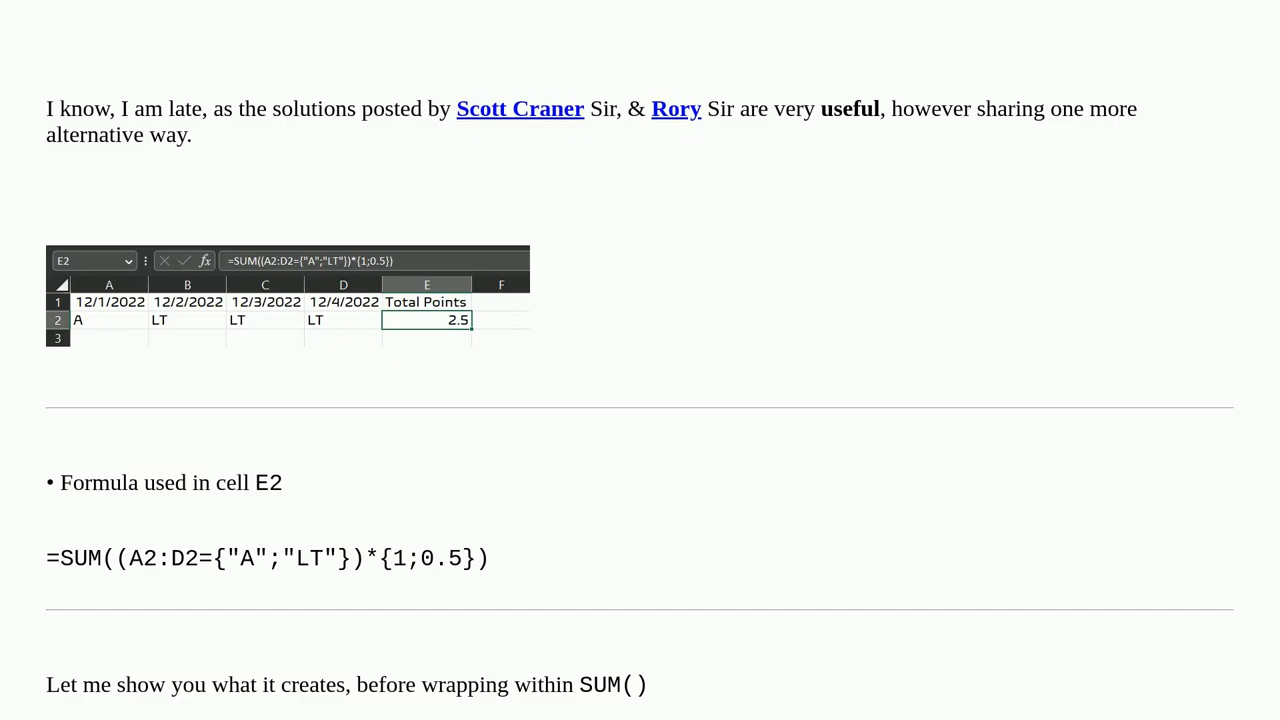 I know, I am late, as the solutions posted by Scott Craner Sir, & Rory Sir are very useful, however sharing one more
alternative way.
E2 fx =SUM((A2:D2={"A";"LT"})*{1;0.5})
A B C D E F
1 12/1/2022 12/2/2022 12/3/2022 12/4/2022 Total Points
2 A LT LT LT 2.5
3
• Formula used in cell E2
=SUM((A2:D2={"A";"LT"})*{1;0.5})
Let me show you what it creates, before wrapping within SUM()